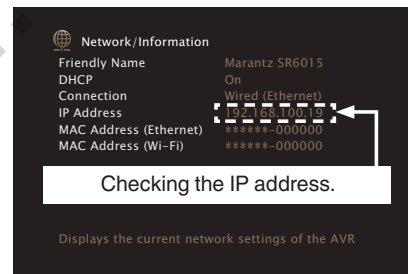 Network/Information
Friendly Name Marantz SR6015
DHCP On
Connection Wired (Ethernet)
IP Address 192.168.100.19
MAC Address (Ethernet) ******-000000
MAC Address (Wi-Fi) ******-000000
Checking the IP address.
Displays the current network settings of the AVR